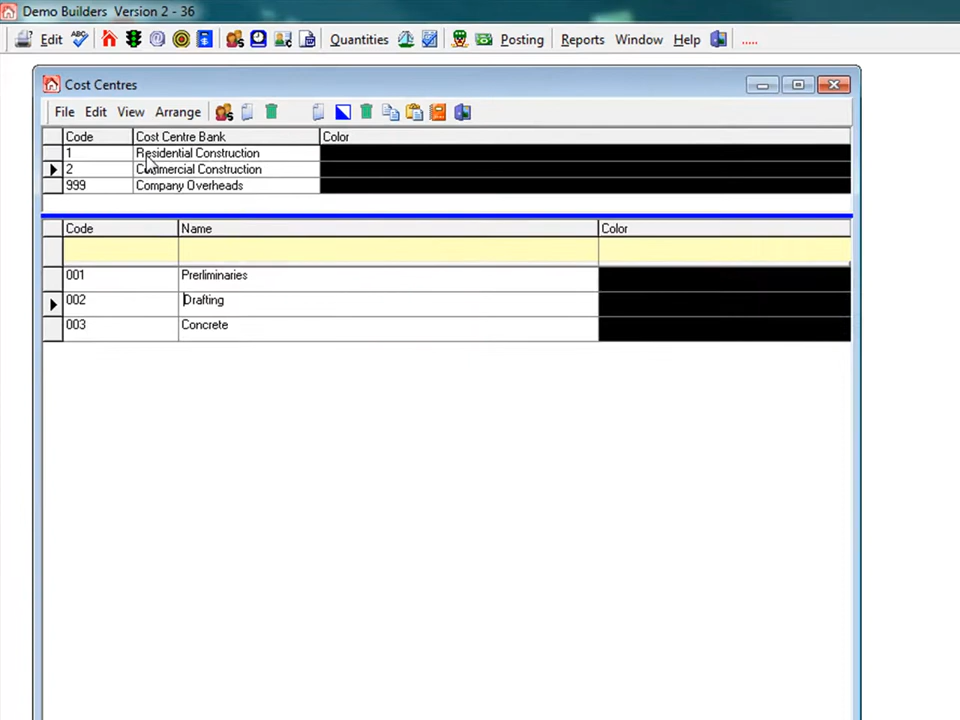 Demo Builders Version 2 - 36
Edit ABC Quantities Posting Reports Window Help .....
Cost Centres
File Edit View Arrange
Code Cost Centre Bank Color
1 Residential Construction
2 Commercial Construction
999 Company Overheads
Code Name Color
001 Prerliminaries
002 Drafting
003 Concrete